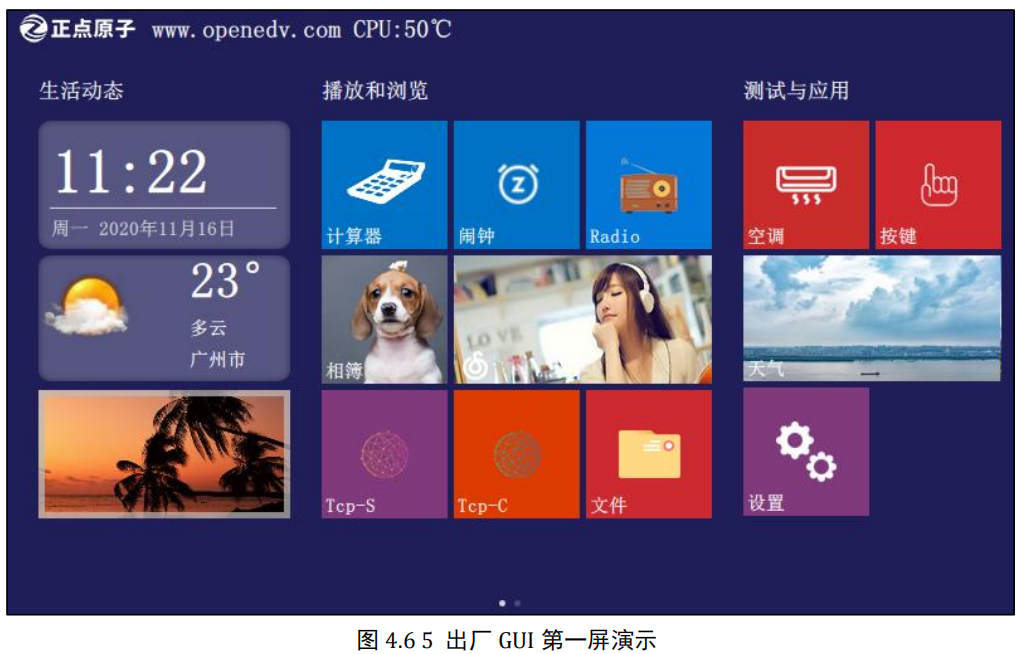 正点原子 www.openedv.com CPU:50℃
生活动态
播放和浏览
测试与应用
11:22
周一 2020年11月16日
23°
多云
广州市
计算器
闹钟
Radio
相簿
LOVE
Tcp-S
Tcp-C
文件
空调
按键
天气
设置
图 4.6 5 出厂 GUI 第一屏演示